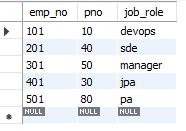 emp_no pno job_role
101 10 devops
201 40 sde
301 50 manager
401 30 jpa
501 80 pa
NULL NULL NULL